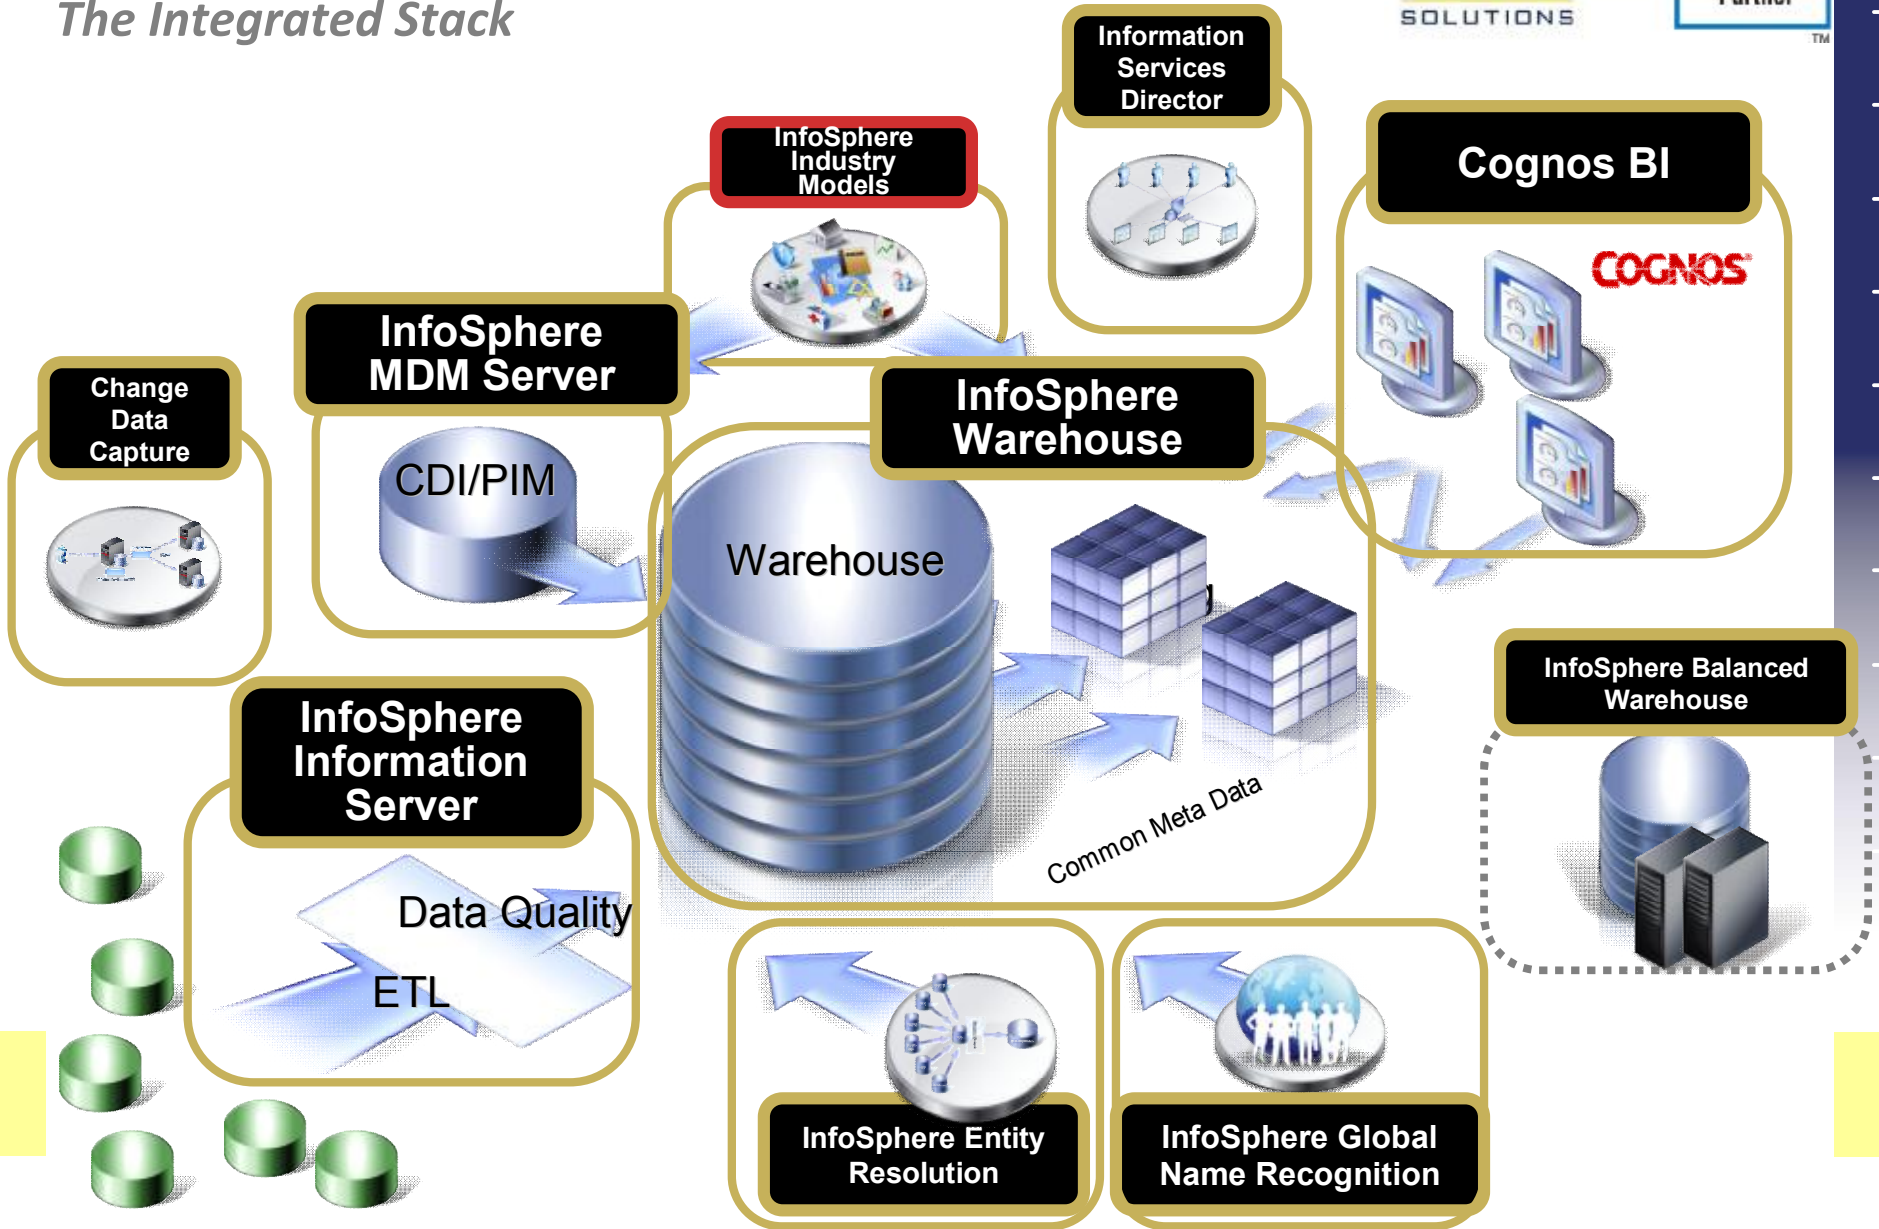 The Integrated Stack
SOLUTIONS
TM
Information
Services
Director
InfoSphere
Industry
Models
Cognos BI
COGNOS
InfoSphere
MDM Server
Change
Data
Capture
InfoSphere
Warehouse
CDI/PIM
Warehouse
InfoSphere Balanced
Warehouse
InfoSphere
Information
Server
Common Meta Data
Data Quality
ETL
InfoSphere Entity
Resolution
InfoSphere Global
Name Recognition